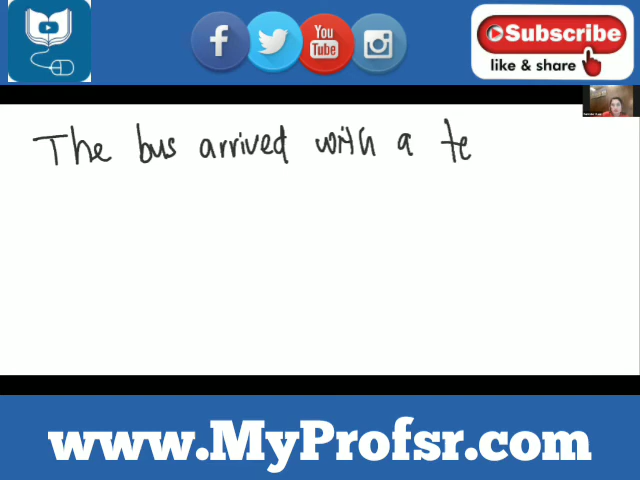 You
Tube
Subscribe
like & share
The bus arrived with a te
www.MyProfsr.com